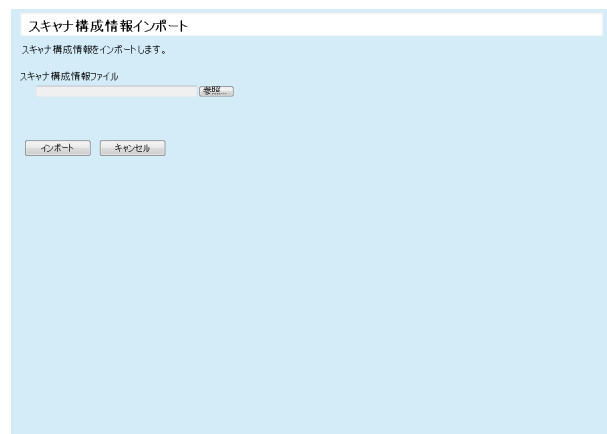 スキャナ構成情報インポート
スキャナ構成情報をインポートします。
スキャナ構成情報ファイル
参照...
インポート キャンセル